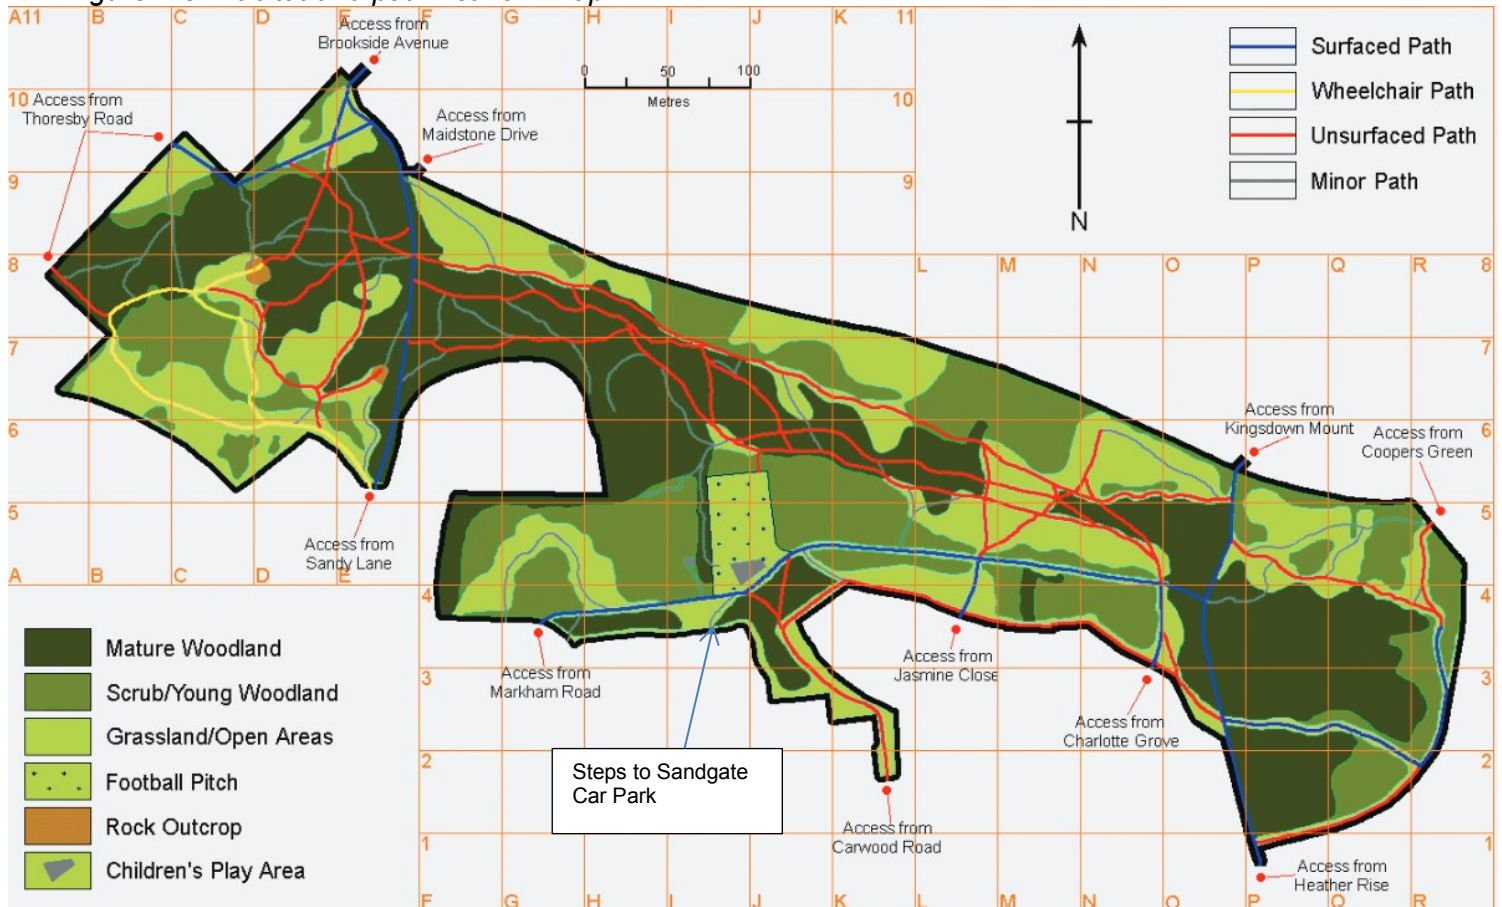 A11 B C D E F G H I J K 11
Access from
Brookside Avenue
Surfaced Path
0 50 100
Metres
Wheelchair Path
10
10
Access from
Thoresby Road
Access from
Maidstone Drive
Unsurfaced Path
9
9
Minor Path
N
8
L M N O P Q R 8
7
7
6
6
Access from
Kingsdown Mount
Access from
Coopers Green
5
5
Access from
Sandy Lane
A B C D E
4
4
Mature Woodland
Scrub/Young Woodland
Grassland/Open Areas
Football Pitch
Rock Outcrop
Children's Play Area
3
3
Access from
Markham Road
Access from
Jasmine Close
Access from
Charlotte Grove
2
2
Steps to Sandgate
Car Park
Access from
Carwood Road
1
1
Access from
Heather Rise
F G H I J K L M N O P Q R